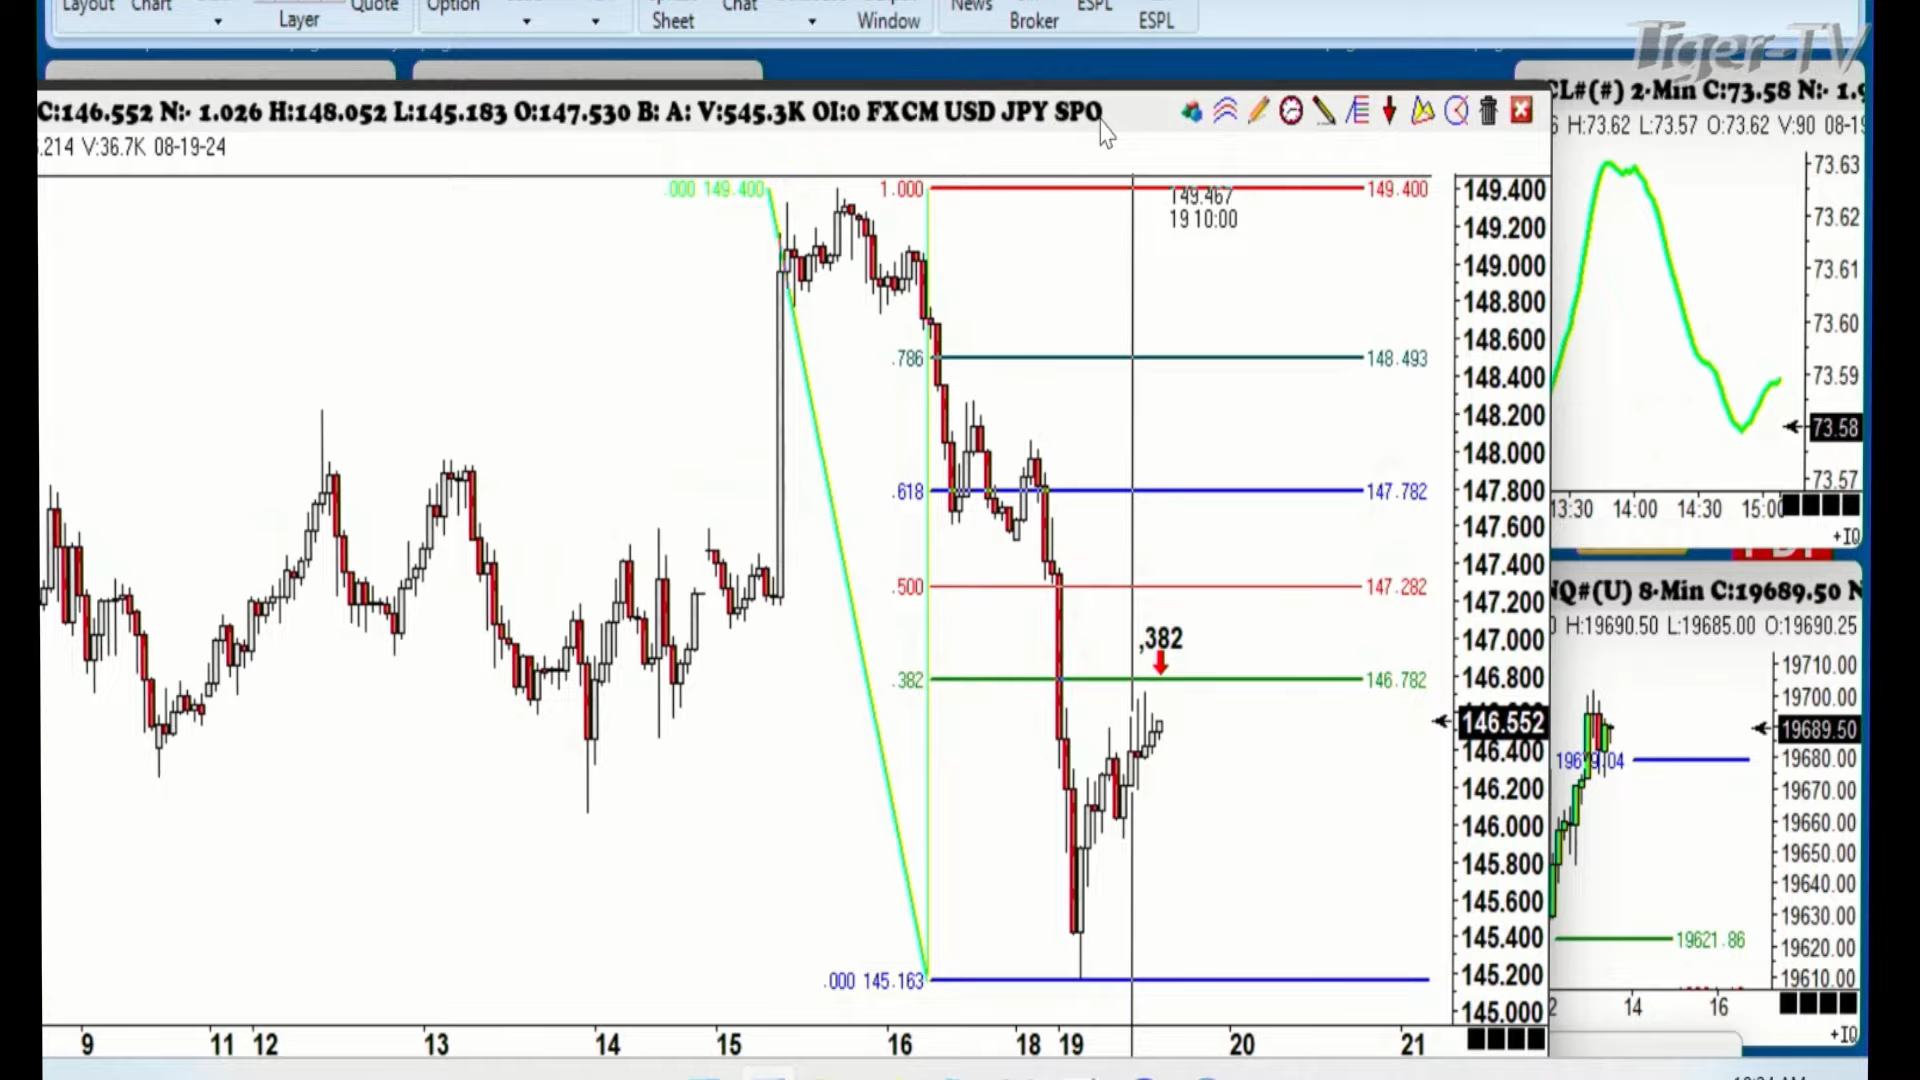 Layout Chart
Layer
Quote
Option
Sheet
Chat
Window
News
Broker
ESPL
ESPL
Tiger-TV
C:146.552 N:- 1.026 H:148.052 L:145.183 O:147.530 B: A: V:545.3K OI:0 FXCM USD JPY SPO
.214 V:36.7K 08-19-24
.000 149.400
1.000
149.400
149.467
19 10:00
.786
148.493
.618
147.782
.500
147.282
,382
.382
146.782
.000 145.163
149.400
149.200
149.000
148.800
148.600
148.400
148.200
148.000
147.800
147.600
147.400
147.200
147.000
146.800
146.552
146.400
146.200
146.000
145.800
145.600
145.400
145.200
145.000
9 11 12 13 14 15 16 18 19 20 21
CL#(#) 2-Min C:73.58 N:- 1.9
H:73.62 L:73.57 O:73.62 V:90 08-19
73.63
73.62
73.61
73.60
73.59
73.58
73.57
13:30 14:00 14:30 15:00
+IQ
NQ#(U) 8-Min C:19689.50 N
H:19690.50 L:19685.00 O:19690.25
19710.00
19700.00
19689.50
19680.00
19670.00
19660.00
19650.00
19640.00
19630.00
19620.00
19610.00
19621.86
14 16
+IQ